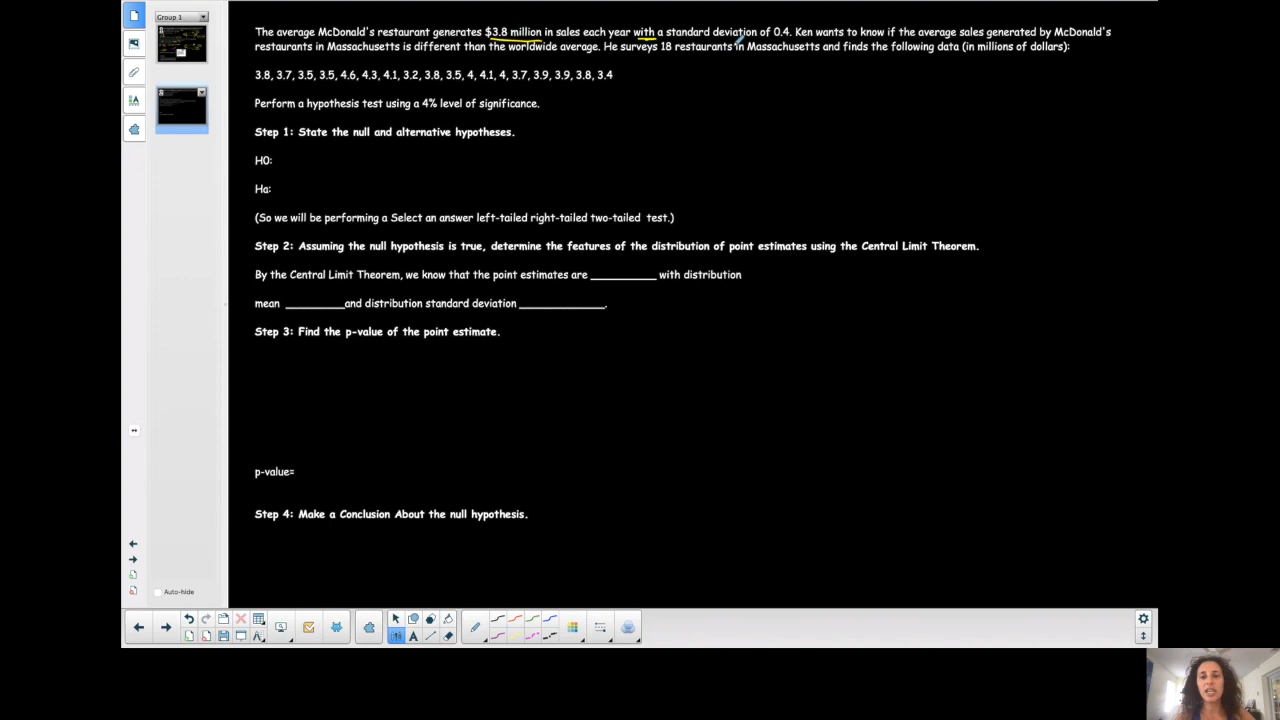 Group 1
The average McDonald's restaurant generates $3.8 million in sales each year with a standard deviation of 0.4. Ken wants to know if the average sales generated by McDonald's
restaurants in Massachusetts is different than the worldwide average. He surveys 18 restaurants in Massachusetts and finds the following data (in millions of dollars):
3.8, 3.7, 3.5, 3.5, 4.6, 4.3, 4.1, 3.2, 3.8, 3.5, 4, 4.1, 4, 3.7, 3.9, 3.9, 3.8, 3.4
Perform a hypothesis test using a 4% level of significance.
Step 1: State the null and alternative hypotheses.
H0:
Ha:
(So we will be performing a Select an answer left-tailed right-tailed two-tailed test.)
Step 2: Assuming the null hypothesis is true, determine the features of the distribution of point estimates using the Central Limit Theorem.
By the Central Limit Theorem, we know that the point estimates are __________ with distribution
mean _________and distribution standard deviation _____________.
Step 3: Find the p-value of the point estimate.
p-value=
Step 4: Make a Conclusion About the null hypothesis.
Auto-hide